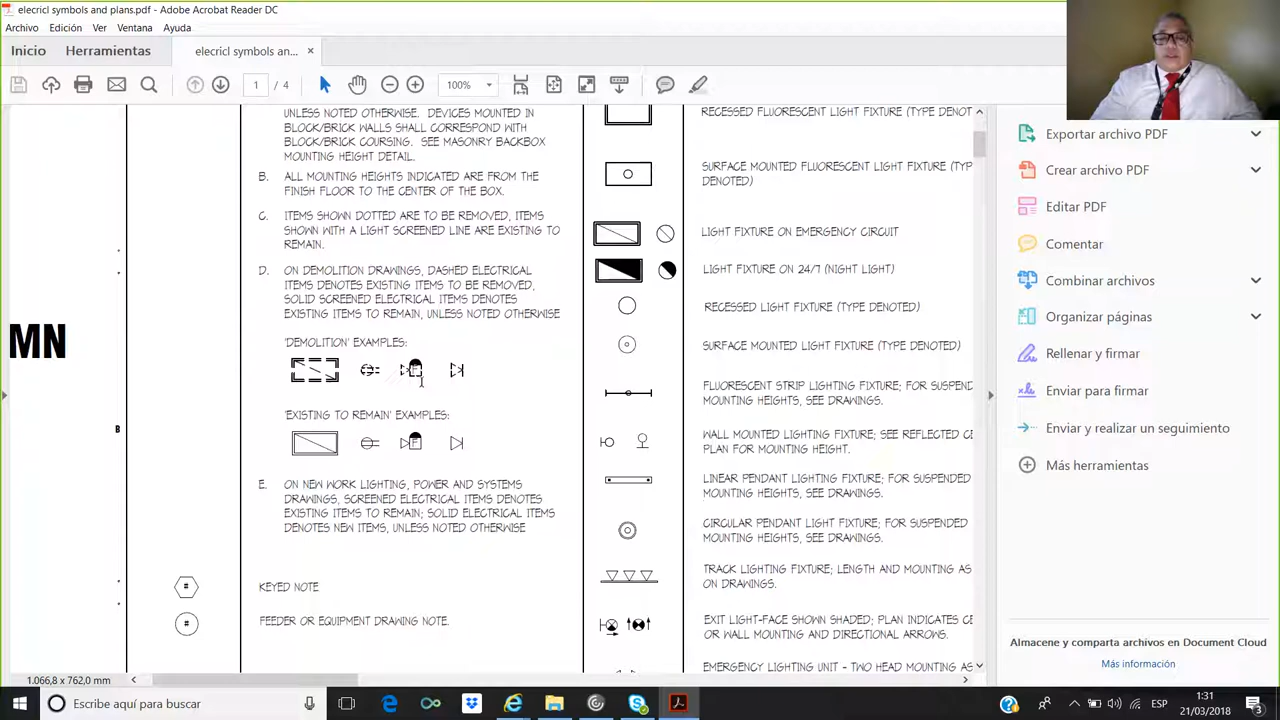 elecricl symbols and plans.pdf - Adobe Acrobat Reader DC
Archivo Edición Ver Ventana Ayuda
Inicio Herramientas elecricl symbols an... ×
1 / 4 100%
UNLESS NOTED OTHERWISE. DEVICES MOUNTED IN
BLOCK/BRICK WALLS SHALL CORRESPOND WITH
BLOCK/BRICK COURSING. SEE MASONRY BACKBOX
MOUNTING HEIGHT DETAIL.
B. ALL MOUNTING HEIGHTS INDICATED ARE FROM THE
FINISH FLOOR TO THE CENTER OF THE BOX.
C. ITEMS SHOWN DOTTED ARE TO BE REMOVED, ITEMS
SHOWN WITH A LIGHT SCREENED LINE ARE EXISTING TO
REMAIN.
D. ON DEMOLITION DRAWINGS, DASHED ELECTRICAL
ITEMS DENOTES EXISTING ITEMS TO BE REMOVED,
SOLID SCREENED ELECTRICAL ITEMS DENOTES
EXISTING ITEMS TO REMAIN, UNLESS NOTED OTHERWISE
'DEMOLITION' EXAMPLES:
F
'EXISTING TO REMAIN' EXAMPLES:
F
E. ON NEW WORK LIGHTING, POWER AND SYSTEMS
DRAWINGS, SCREENED ELECTRICAL ITEMS DENOTES
EXISTING ITEMS TO REMAIN; SOLID ELECTRICAL ITEMS
DENOTES NEW ITEMS, UNLESS NOTED OTHERWISE
# KEYED NOTE
# FEEDER OR EQUIPMENT DRAWING NOTE.
MN
B
RECESSED FLUORESCENT LIGHT FIXTURE (TYPE DENOT
SURFACE MOUNTED FLUORESCENT LIGHT FIXTURE (TYP
DENOTED)
LIGHT FIXTURE ON EMERGENCY CIRCUIT
LIGHT FIXTURE ON 24/7 (NIGHT LIGHT)
RECESSED LIGHT FIXTURE (TYPE DENOTED)
SURFACE MOUNTED LIGHT FIXTURE (TYPE DENOTED)
FLUORESCENT STRIP LIGHTING FIXTURE; FOR SUSPEND
MOUNTING HEIGHTS, SEE DRAWINGS.
WALL MOUNTED LIGHTING FIXTURE; SEE REFLECTED CE
PLAN FOR MOUNTING HEIGHT.
LINEAR PENDANT LIGHTING FIXTURE; FOR SUSPENDED
MOUNTING HEIGHTS, SEE DRAWINGS.
CIRCULAR PENDANT LIGHT FIXTURE; FOR SUSPENDED
MOUNTING HEIGHTS, SEE DRAWINGS.
TRACK LIGHTING FIXTURE; LENGTH AND MOUNTING AS
ON DRAWINGS.
EXIT LIGHT-FACE SHOWN SHADED; PLAN INDICATES CE
OR WALL MOUNTING AND DIRECTIONAL ARROWS.
EMERGENCY LIGHTING UNIT - TWO HEAD MOUNTING AS
Exportar archivo PDF
Crear archivo PDF
Editar PDF
Comentar
Combinar archivos
Organizar páginas
Rellenar y firmar
Enviar para firmar
Enviar y realizar un seguimiento
Más herramientas
Almacene y comparta archivos en Document Cloud
Más información
1.066,8 x 762,0 mm
Escribe aquí para buscar
ESP
1:31
21/03/2018
3